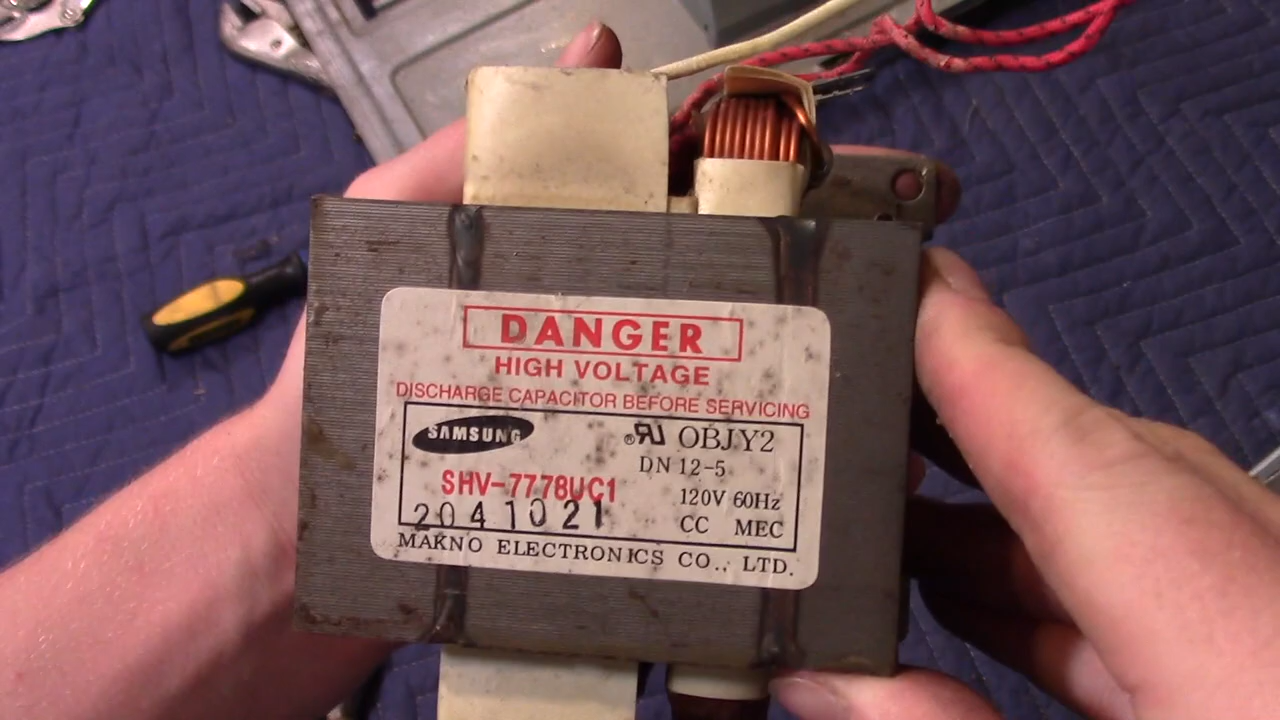 DANGER
HIGH VOLTAGE
DISCHARGE CAPACITOR BEFORE SERVICING
SAMSUNG
® RU OBJY2
DN 12-5
SHV-7778UC1
120V 60Hz
2041021
CC MEC
MAKNO ELECTRONICS CO., LTD.